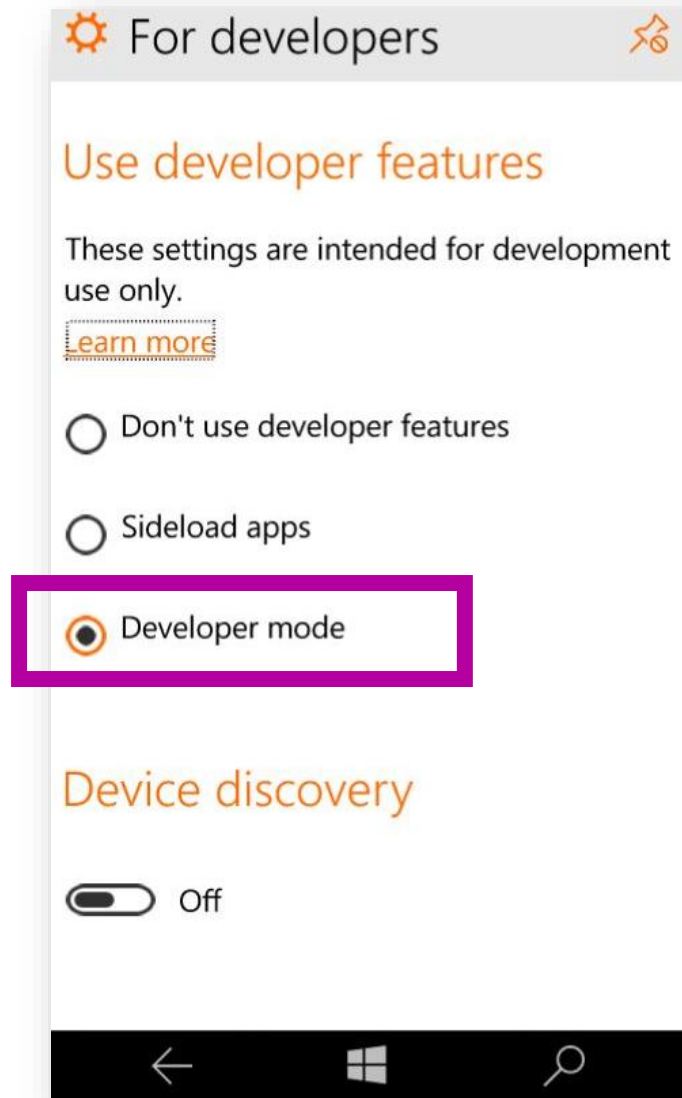 For developers
Use developer features
These settings are intended for development
use only.
Learn more
Don't use developer features
Sideload apps
Developer mode
Device discovery
Off